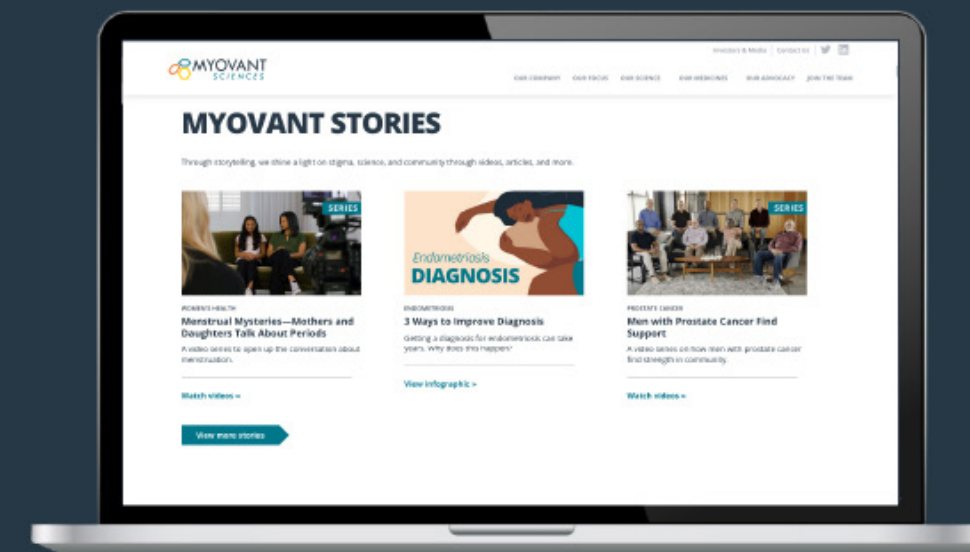 Investors & Media | Contact Us
MYOVANT
SCIENCES
OUR COMPANY OUR FOCUS OUR SCIENCE OUR MEDICINES OUR ADVOCACY JOIN THE TEAM
MYOVANT STORIES
Through storytelling, we shine a light on stigma, science, and community through videos, articles, and more.
SERIES
WOMEN'S HEALTH
Menstrual Mysteries—Mothers and
Daughters Talk About Periods
A video series to open up the conversation about
menstruation.
Watch videos »
Endometriosis
DIAGNOSIS
ENDOMETRIOSIS
3 Ways to Improve Diagnosis
Getting a diagnosis for endometriosis can take
years. Why does this happen?
View infographic »
SERIES
PROSTATE CANCER
Men with Prostate Cancer Find
Support
A video series on how men with prostate cancer
find strength in community.
Watch videos »
View more stories